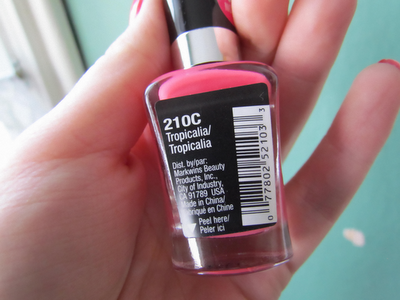 210C
Tropicalia/
Tropicalia
Dist. by/par:
Markwins Beauty
Products, Inc.,
City of Industry,
CA 91789 USA
Made in China/
Fabriqué en Chine
Peel here/
Peler ici
0 77802 52103 3